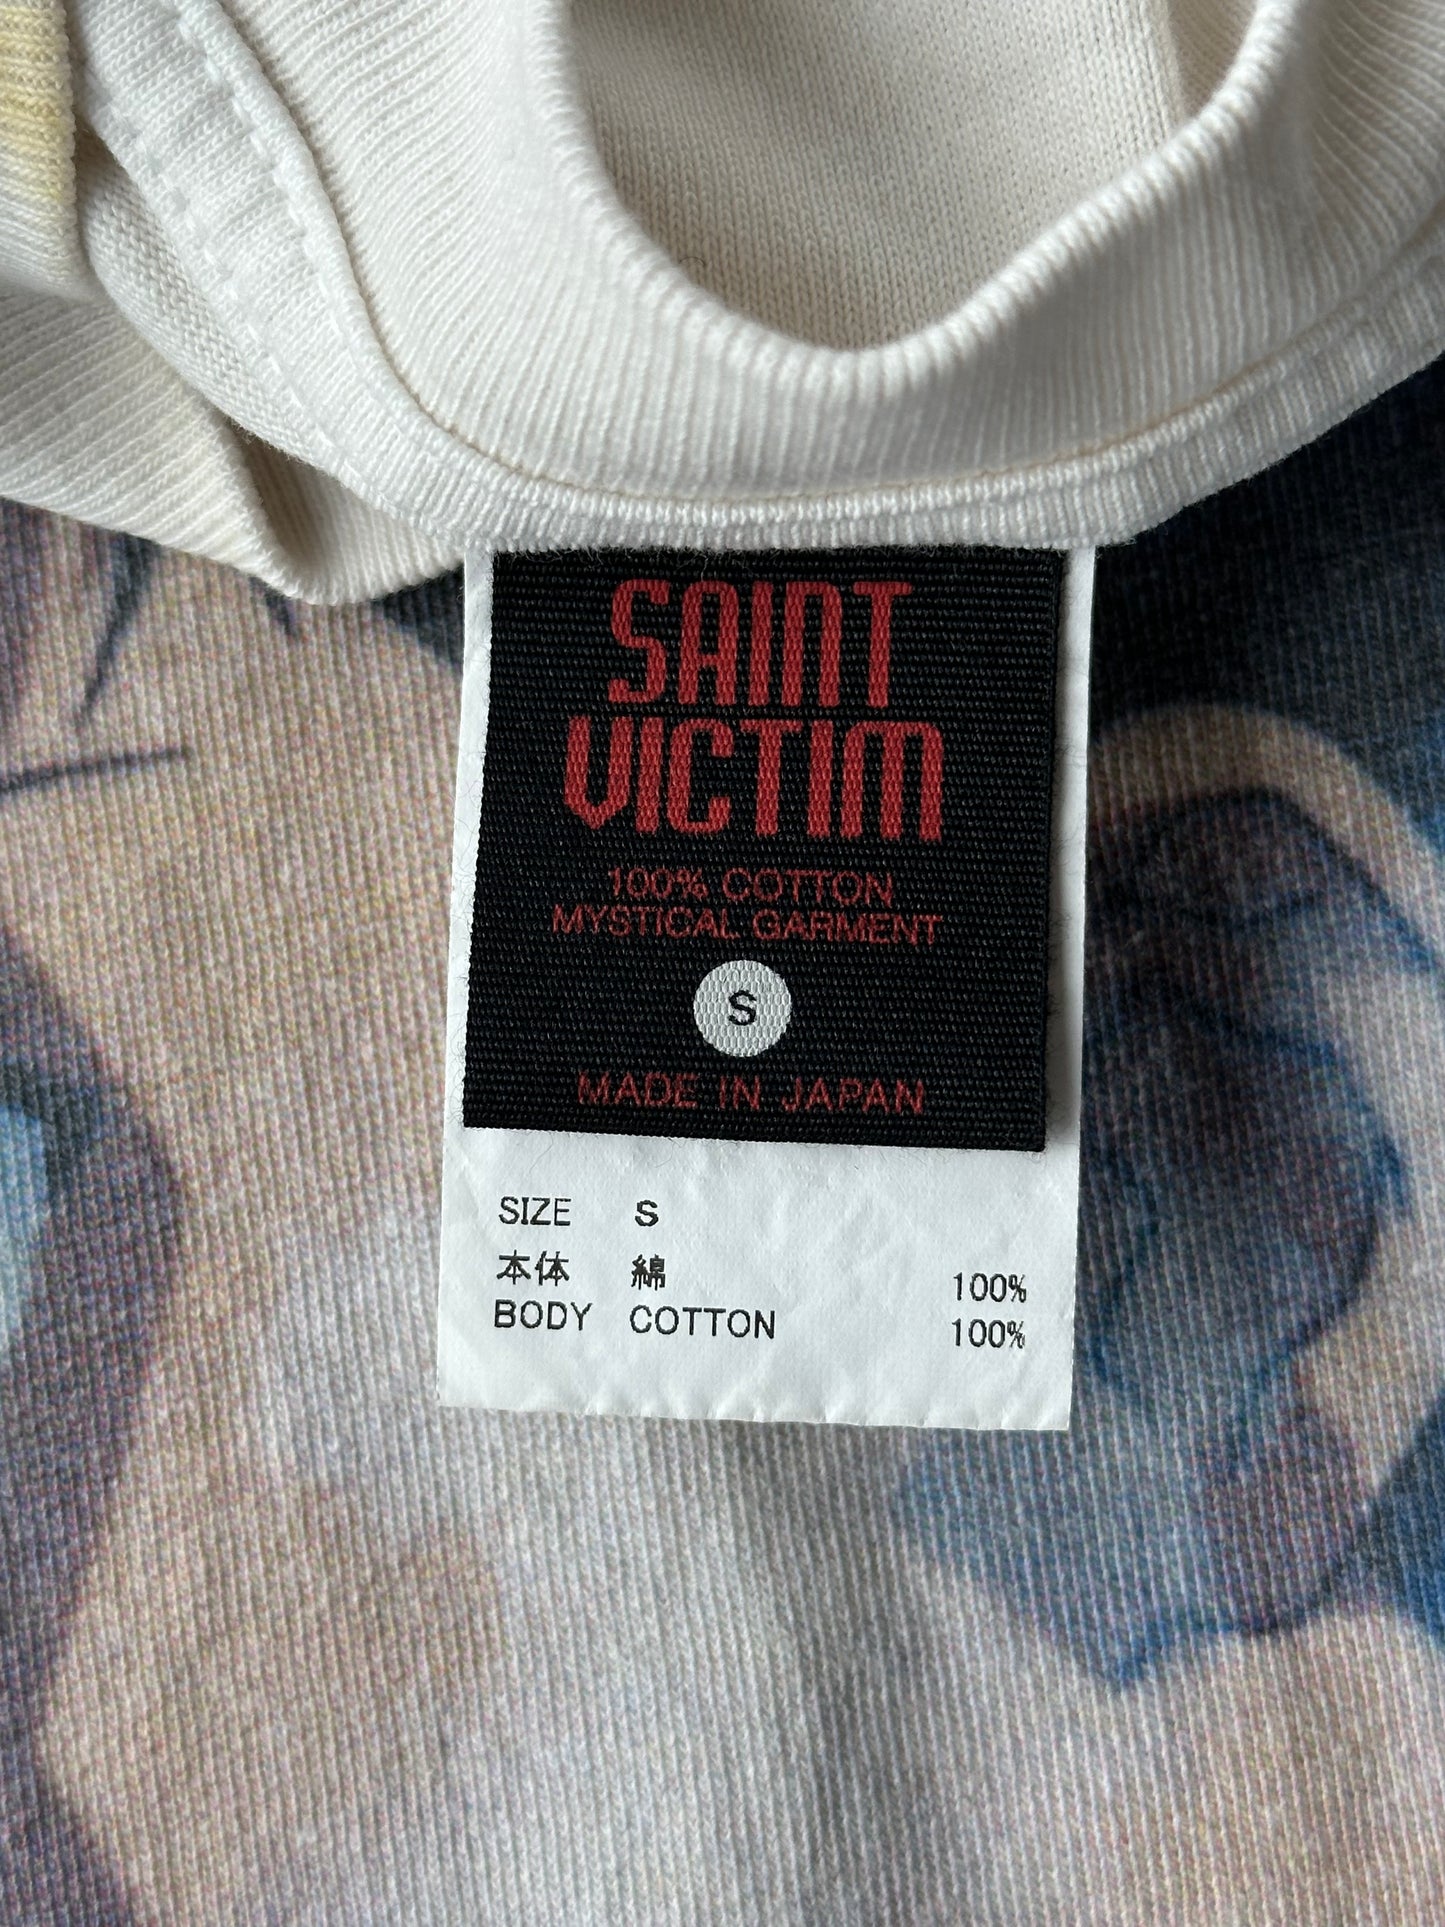 SAINT
VICTIM
100% COTTON
MYSTICAL GARMENT
S
MADE IN JAPAN
SIZE S
本体 綿 100%
BODY COTTON 100%